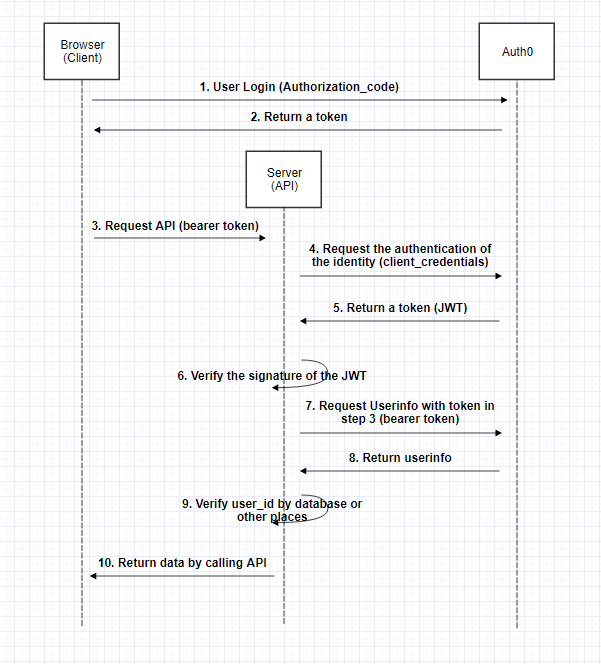 Browser
(Client)
Auth0
1. User Login (Authorization_code)
2. Return a token
Server
(API)
3. Request API (bearer token)
4. Request the authentication of
the identity (client_credentials)
5. Return a token (JWT)
6. Verify the signature of the JWT
7. Request Userinfo with token in
step 3 (bearer token)
8. Return userinfo
9. Verify user_id by database or
other places
10. Return data by calling API